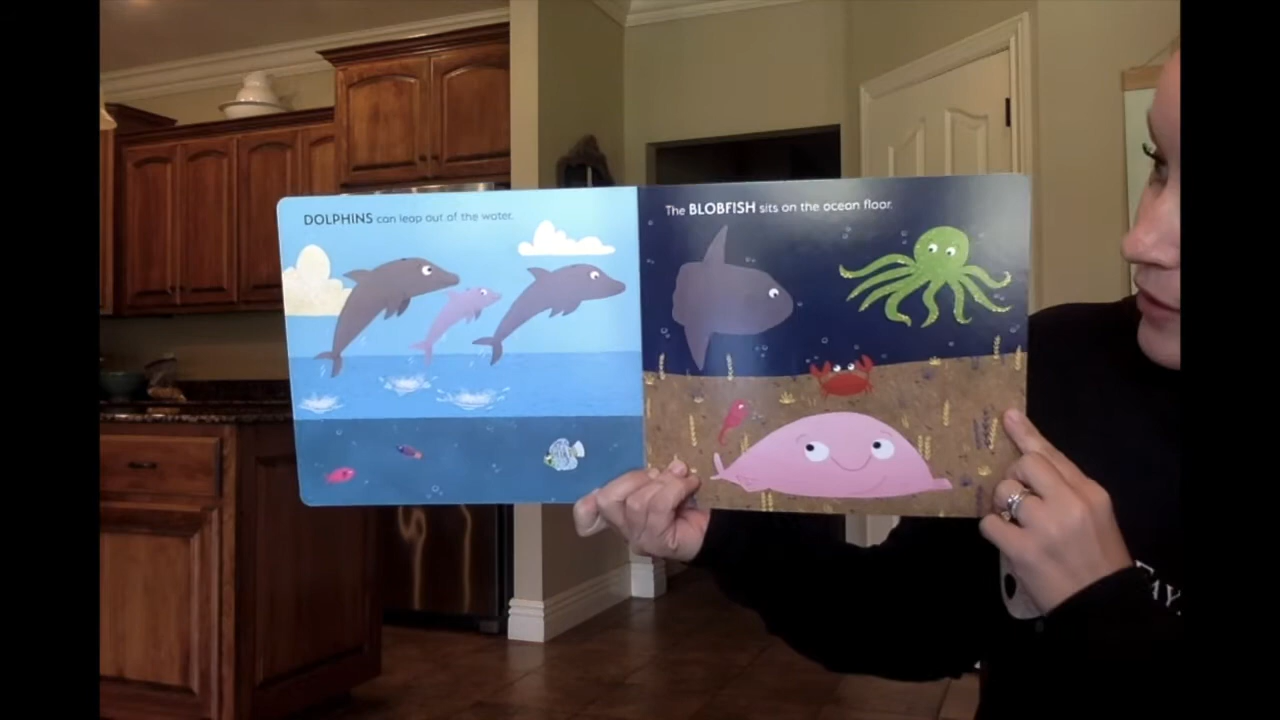 DOLPHINS can leap out of the water.
The BLOBFISH sits on the ocean floor.